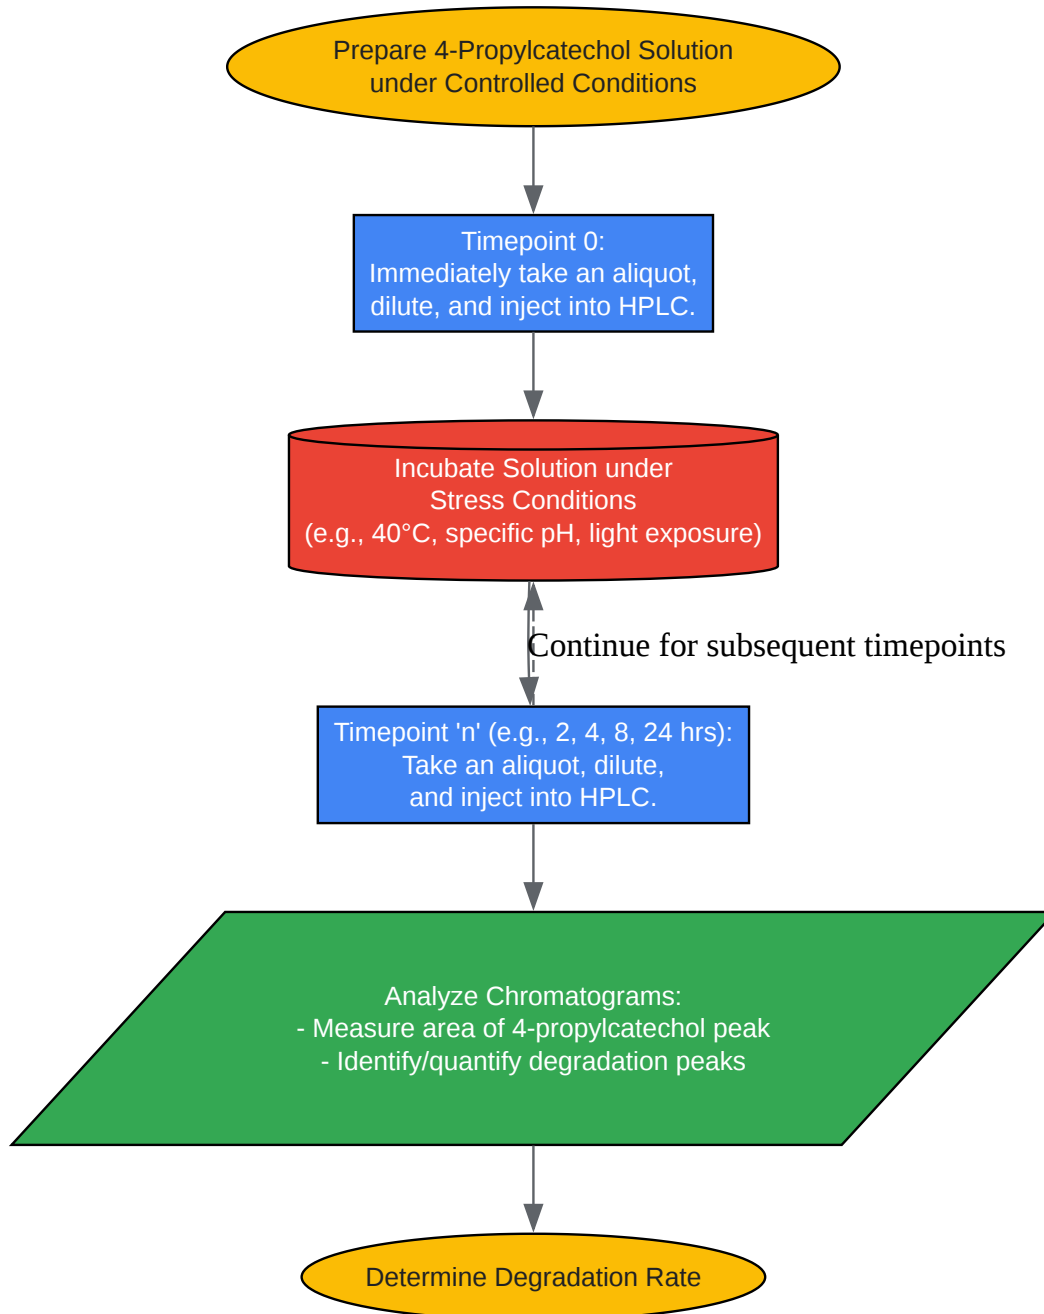 Prepare 4-Propylcatechol Solution
under Controlled Conditions
Timepoint 0:
Immediately take an aliquot,
dilute, and inject into HPLC.
Incubate Solution under
Stress Conditions
(e.g., 40°C, specific pH, light exposure)
Continue for subsequent timepoints
Timepoint 'n' (e.g., 2, 4, 8, 24 hrs):
Take an aliquot, dilute,
and inject into HPLC.
Analyze Chromatograms:
- Measure area of 4-propylcatechol peak
- Identify/quantify degradation peaks
Determine Degradation Rate